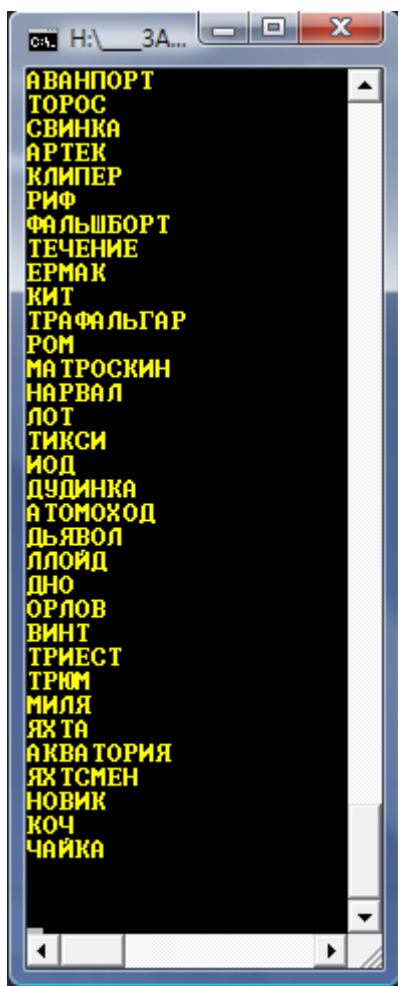 H:\___ЗА...
АВАНПОРТ
ТОРОС
СВИНКА
АРТЕК
КЛИПЕР
РИФ
ФАЛЬШБОРТ
ТЕЧЕНИЕ
ЕРМАК
КИТ
ТРАФАЛЬГАР
РОМ
МАТРОСКИН
НАРВАЛ
ЛОТ
ТИКСИ
ИОД
ДУДИНКА
АТОМОХОД
ДЬЯВОЛ
ЛЛОЙД
ДНО
ОРЛОВ
ВИНТ
ТРИЕСТ
ТРЮМ
МИЛЯ
ЯХТА
АКВАТОРИЯ
ЯХТСМЕН
НОВИК
КОЧ
ЧАЙКА